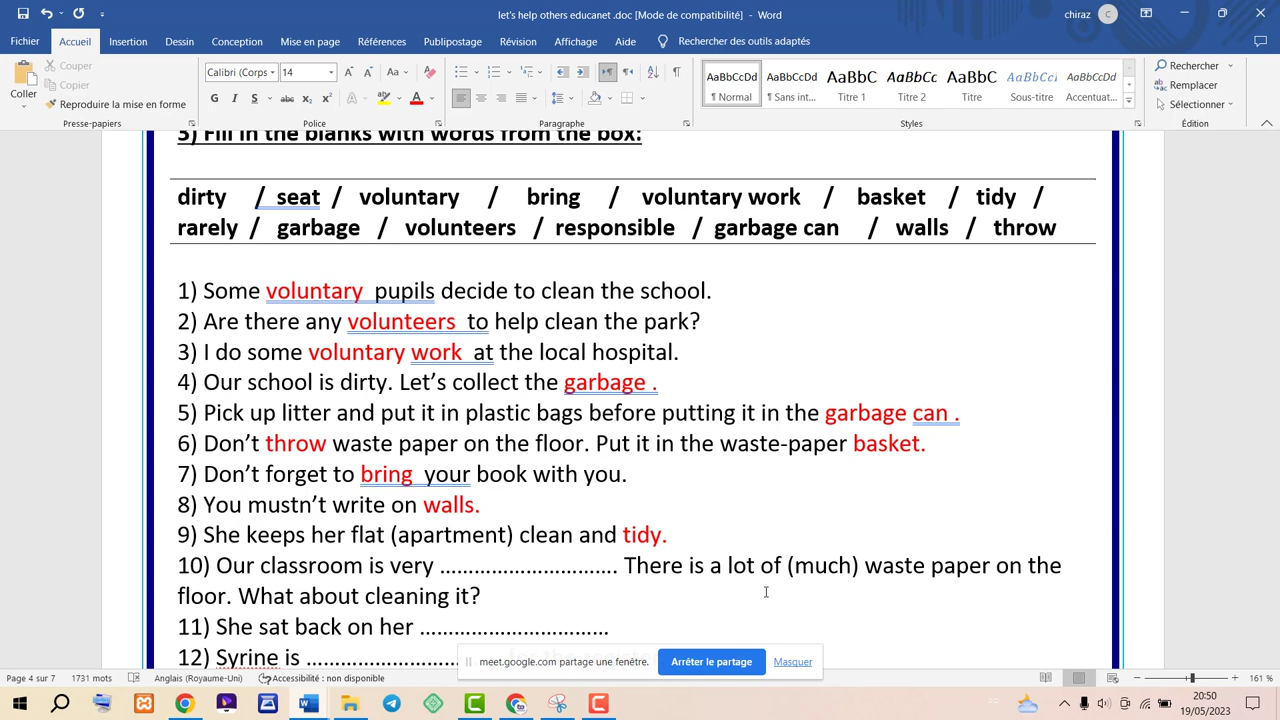 let's help others educanet .doc [Mode de compatibilité] - Word
chiraz C
Fichier Accueil Insertion Dessin Conception Mise en page Références Publipostage Révision Affichage Aide Rechercher des outils adaptés
Coller
Couper
Copier
Reproduire la mise en forme
Presse-papiers
Calibri (Corps 14
Police
Paragraphe
AaBbCcDd AaBbCcDd AaBbC AaBbCc AaBbC AaBbCcI AaBbCcDd
¶ Normal ¶ Sans int... Titre 1 Titre 2 Titre Sous-titre Accentuat...
Styles
Rechercher
Remplacer
Sélectionner
Édition
5) Fill in the blanks with words from the box:
dirty / seat / voluntary / bring / voluntary work / basket / tidy /
rarely / garbage / volunteers / responsible / garbage can / walls / throw
1) Some voluntary pupils decide to clean the school.
2) Are there any volunteers to help clean the park?
3) I do some voluntary work at the local hospital.
4) Our school is dirty. Let’s collect the garbage .
5) Pick up litter and put it in plastic bags before putting it in the garbage can .
6) Don’t throw waste paper on the floor. Put it in the waste-paper basket.
7) Don’t forget to bring your book with you.
8) You mustn’t write on walls.
9) She keeps her flat (apartment) clean and tidy.
10) Our classroom is very ................................ There is a lot of (much) waste paper on the
floor. What about cleaning it?
11) She sat back on her .................................
12) Syrine is ...........................
meet.google.com partage une fenêtre. Arrêter le partage Masquer
Page 4 sur 7 1731 mots Anglais (Royaume-Uni) Accessibilité : non disponible 161 %
20:50
19/05/2023